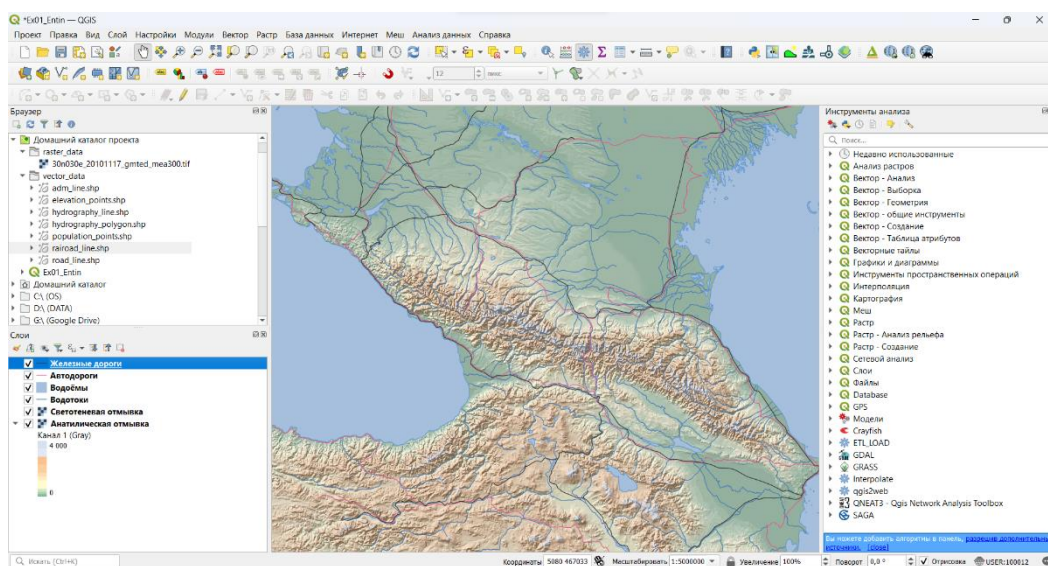 *Ex01_Entin — QGIS
Проект Правка Вид Слой Настройки Модули Вектор Растр База данных Интернет Меш Анализ данных Справка
12
пикс
Браузер
Домашний каталог проекта
raster_data
30n030e_20101117_gmted_mea300.tif
vector_data
adm_line.shp
elevation_points.shp
hydrography_line.shp
hydrography_polygon.shp
population_points.shp
rairoad_line.shp
road_line.shp
Ex01_Entin
Домашний каталог
C:\ (OS)
D:\ (DATA)
G:\ (Google Drive)
Слои
Железные дороги
Автодороги
Водоёмы
Водотоки
Светотеневая отмывка
Анатилическая отмывка
Канал 1 (Gray)
4 000
0
Инструменты анализа
Поиск...
Недавно использованные
Анализ растров
Вектор - Анализ
Вектор - Выборка
Вектор - Геометрия
Вектор - общие инструменты
Вектор - Создание
Вектор - Таблица атрибутов
Векторные тайлы
Графики и диаграммы
Инструменты пространственных операций
Интерполяция
Картография
Меш
Растр
Растр - Анализ рельефа
Растр - Создание
Сетевой анализ
Слои
Файлы
Database
GPS
Модели
Crayfish
ETL_LOAD
GDAL
GRASS
Interpolate
qgis2web
QNEAT3 - Qgis Network Analysis Toolbox
SAGA
Вы можете добавить алгоритмы в панель, разрешив дополнительны
источники. [close]
Искать (Ctrl+K)
Координаты 5080 467033 Масштабировать 1:5000000 Увеличение 100% Поворот 0,0 ° Отрисовка USER:100012